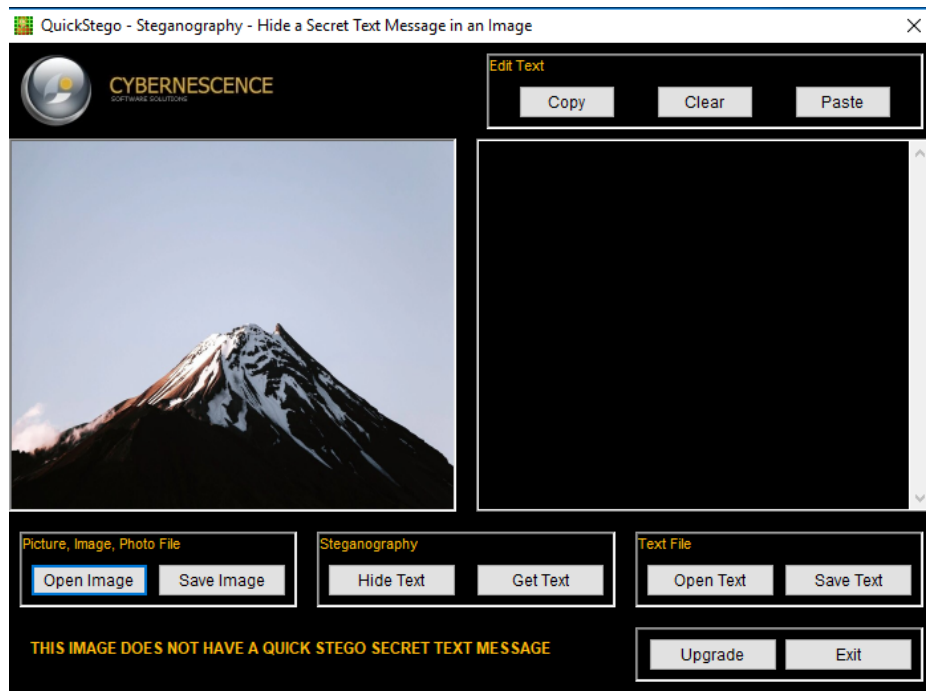 QuickStego - Steganography - Hide a Secret Text Message in an Image
CYBERNESCENCE
SOFTWARE SOLUTIONS
Edit Text
Copy Clear Paste
Picture, Image, Photo File
Open Image Save Image
Steganography
Hide Text Get Text
Text File
Open Text Save Text
THIS IMAGE DOES NOT HAVE A QUICK STEGO SECRET TEXT MESSAGE
Upgrade Exit